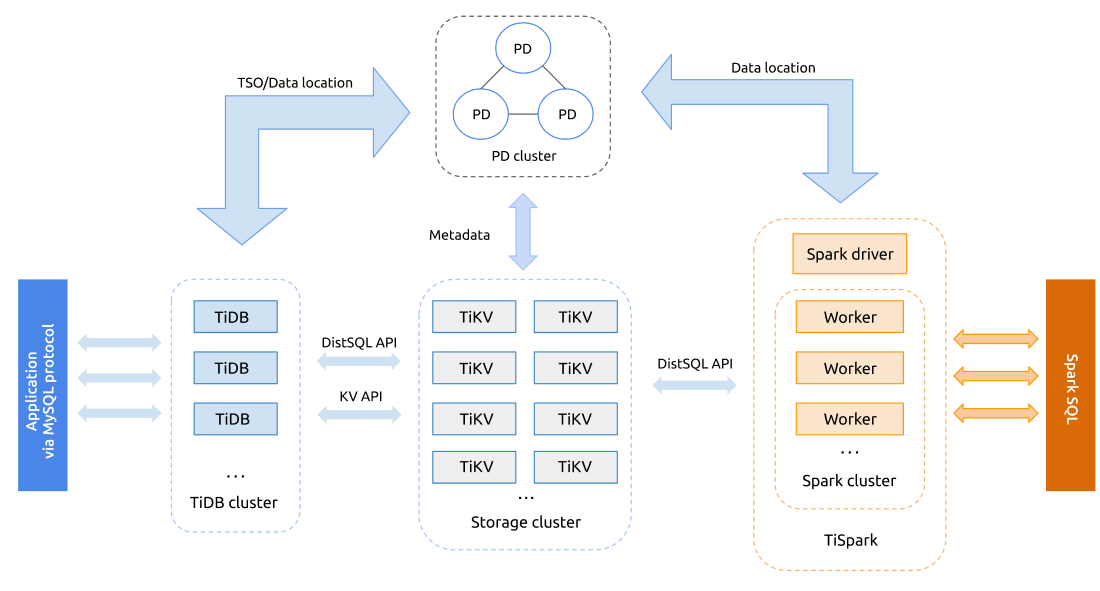 PD
TSO/Data location
Data location
PD
PD
PD cluster
Metadata
Spark driver
Application
via MySQL protocol
TiDB
TiDB
TiDB
...
TiDB cluster
DistSQL API
KV API
TiKV
TiKV
TiKV
TiKV
TiKV
TiKV
TiKV
TiKV
...
Storage cluster
DistSQL API
Worker
Worker
Worker
...
Spark cluster
TiSpark
Spark SQL